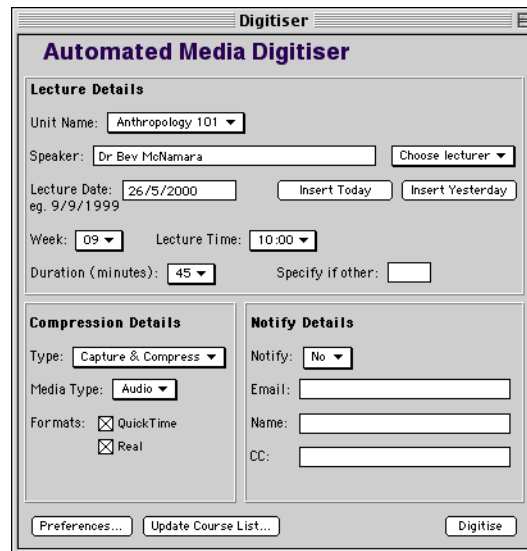 Digitiser
Automated Media Digitiser
Lecture Details
Unit Name: Anthropology 101
Speaker: Dr Bev McNamara Choose lecturer
Lecture Date: 26/5/2000 Insert Today Insert Yesterday
eg. 9/9/1999
Week: 09 Lecture Time: 10:00
Duration (minutes): 45 Specify if other:
Compression Details
Type: Capture & Compress
Media Type: Audio
Formats: QuickTime
Real
Notify Details
Notify: No
Email:
Name:
CC:
Preferences... Update Course List... Digitise